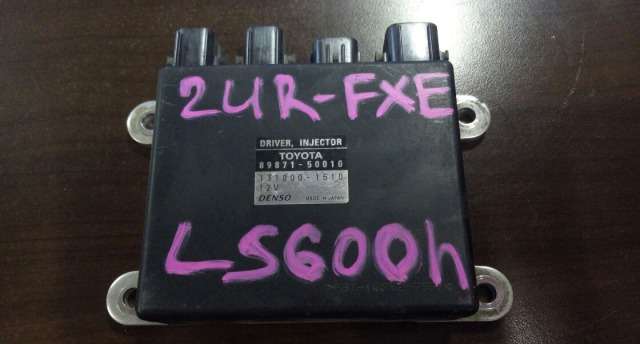 2UR-FXE
DRIVER, INJECTOR
TOYOTA
89871-50010
131000-1510
12V
DENSO MADE IN JAPAN
LS600h